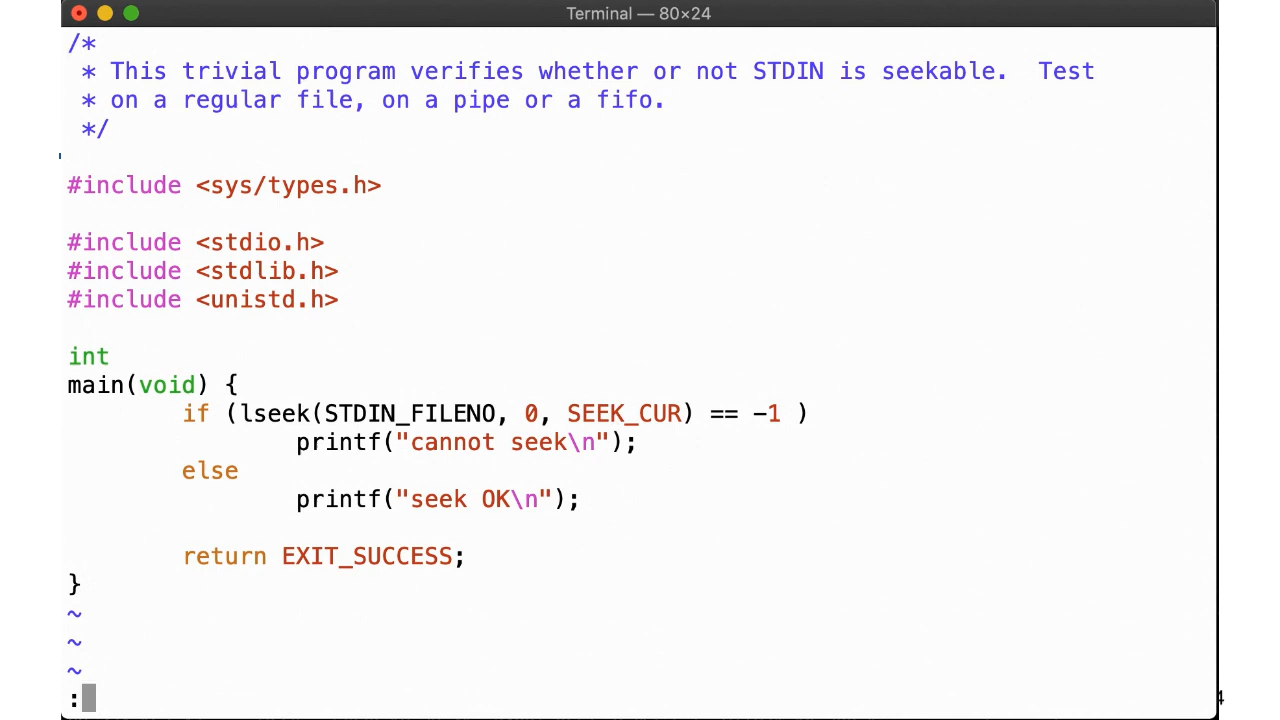 Terminal — 80×24
/*
 * This trivial program verifies whether or not STDIN is seekable.  Test
 * on a regular file, on a pipe or a fifo.
 */
#include <sys/types.h>
#include <stdio.h>
#include <stdlib.h>
#include <unistd.h>
int
main(void) {
        if (lseek(STDIN_FILENO, 0, SEEK_CUR) == -1 )
                printf("cannot seek\n");
        else
                printf("seek OK\n");
        return EXIT_SUCCESS;
}
~
~
~
: